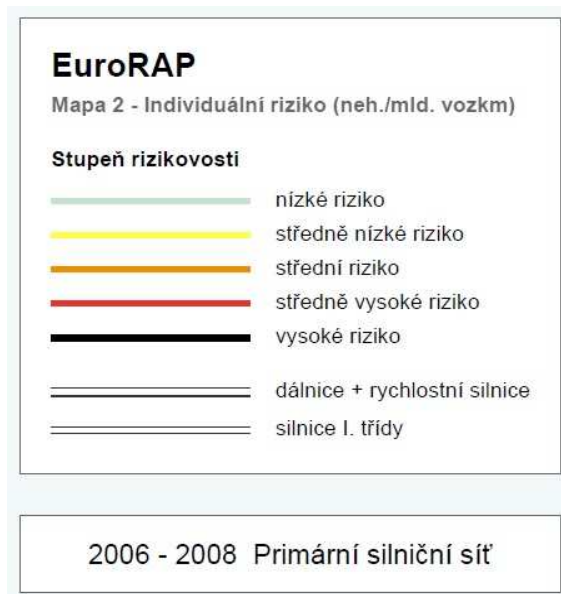 EuroRAP
Mapa 2 - Individuální riziko (neh./mld. vozkm)
Stupeň rizikovosti
nízké riziko
středně nízké riziko
střední riziko
středně vysoké riziko
vysoké riziko
dálnice + rychlostní silnice
silnice I. třídy
2006 - 2008 Primární silniční síť